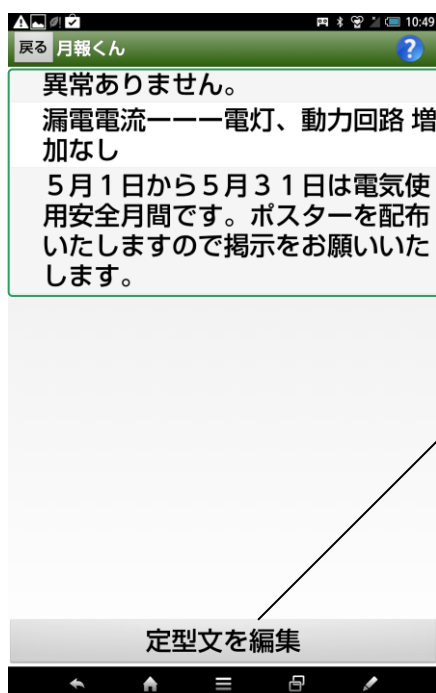 10:49
戻る 月報くん ?
異常ありません。
漏電電流ーーー電灯、動力回路 増
加なし
５月１日から５月３１日は電気使
用安全月間です。ポスターを配布
いたしますので掲示をお願いいた
します。
定型文を編集